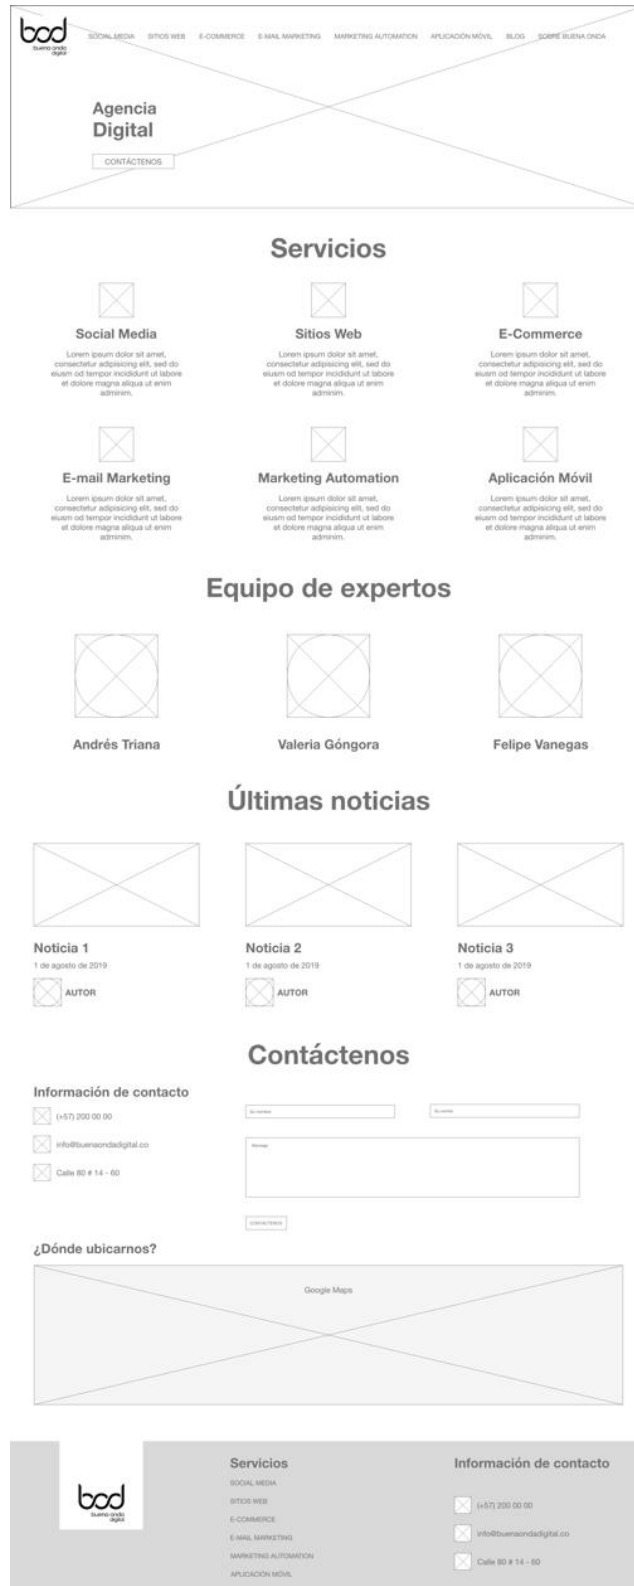 bod
buena onda
digital
SOCIAL MEDIA SITIOS WEB E-COMMERCE E-MAIL MARKETING MARKETING AUTOMATION APLICACIÓN MÓVIL BLOG SOBRE BUENA ONDA
Agencia
Digital
CONTÁCTENOS
Servicios
Social Media
Lorem ipsum dolor sit amet,
consectetur adipisicing elit, sed do
eiusm od tempor incididunt ut labore
et dolore magna aliqua ut enim
adminim.
Sitios Web
Lorem ipsum dolor sit amet,
consectetur adipisicing elit, sed do
eiusm od tempor incididunt ut labore
et dolore magna aliqua ut enim
adminim.
E-Commerce
Lorem ipsum dolor sit amet,
consectetur adipisicing elit, sed do
eiusm od tempor incididunt ut labore
et dolore magna aliqua ut enim
adminim.
E-mail Marketing
Lorem ipsum dolor sit amet,
consectetur adipisicing elit, sed do
eiusm od tempor incididunt ut labore
et dolore magna aliqua ut enim
adminim.
Marketing Automation
Lorem ipsum dolor sit amet,
consectetur adipisicing elit, sed do
eiusm od tempor incididunt ut labore
et dolore magna aliqua ut enim
adminim.
Aplicación Móvil
Lorem ipsum dolor sit amet,
consectetur adipisicing elit, sed do
eiusm od tempor incididunt ut labore
et dolore magna aliqua ut enim
adminim.
Equipo de expertos
Andrés Triana
Valeria Góngora
Felipe Vanegas
Últimas noticias
Noticia 1
1 de agosto de 2019
AUTOR
Noticia 2
1 de agosto de 2019
AUTOR
Noticia 3
1 de agosto de 2019
AUTOR
Contáctenos
Información de contacto
(+57) 200 00 00
info@buenaondadigital.co
Calle 80 # 14 - 60
Su nombre
Mensaje
CONTÁCTENOS
¿Dónde ubicarnos?
Google Maps
bod
buena onda
digital
Servicios
SOCIAL MEDIA
SITIOS WEB
E-COMMERCE
E-MAIL MARKETING
MARKETING AUTOMATION
APLICACIÓN MÓVIL
Información de contacto
(+57) 200 00 00
info@buenaondadigital.co
Calle 80 # 14 - 60